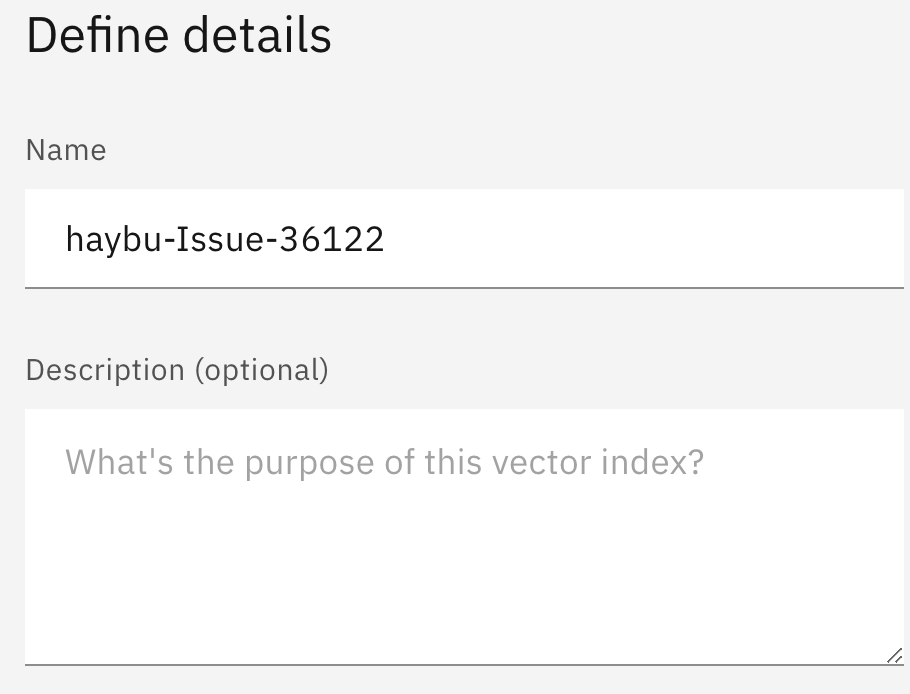 Define details
Name
haybu-Issue-36122
Description (optional)
What's the purpose of this vector index?